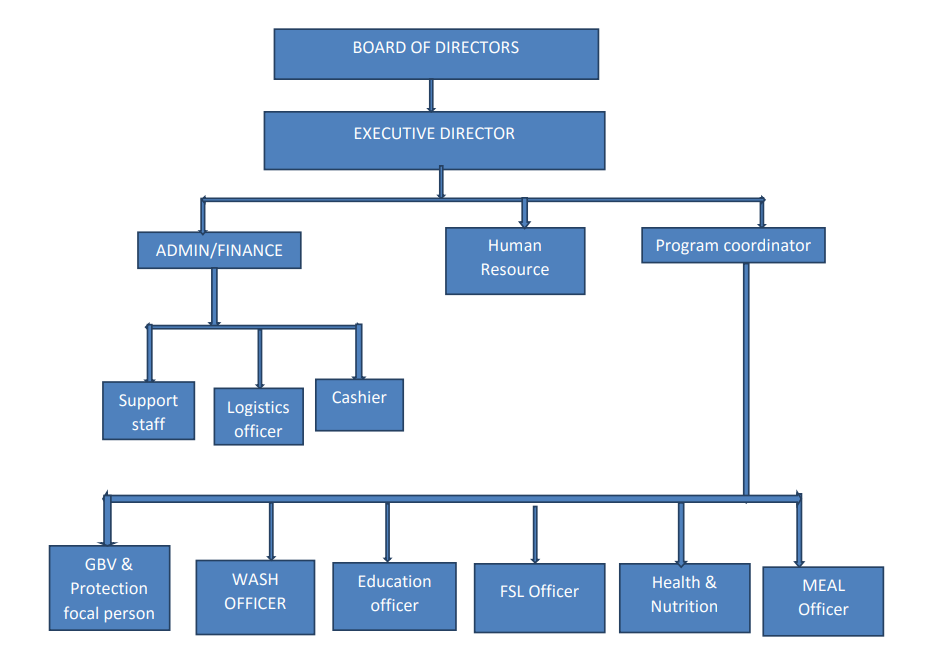 BOARD OF DIRECTORS
EXECUTIVE DIRECTOR
ADMIN/FINANCE
Human
Resource
Program coordinator
Support
staff
Logistics
officer
Cashier
GBV &
Protection
focal person
WASH
OFFICER
Education
officer
FSL Officer
Health &
Nutrition
MEAL
Officer